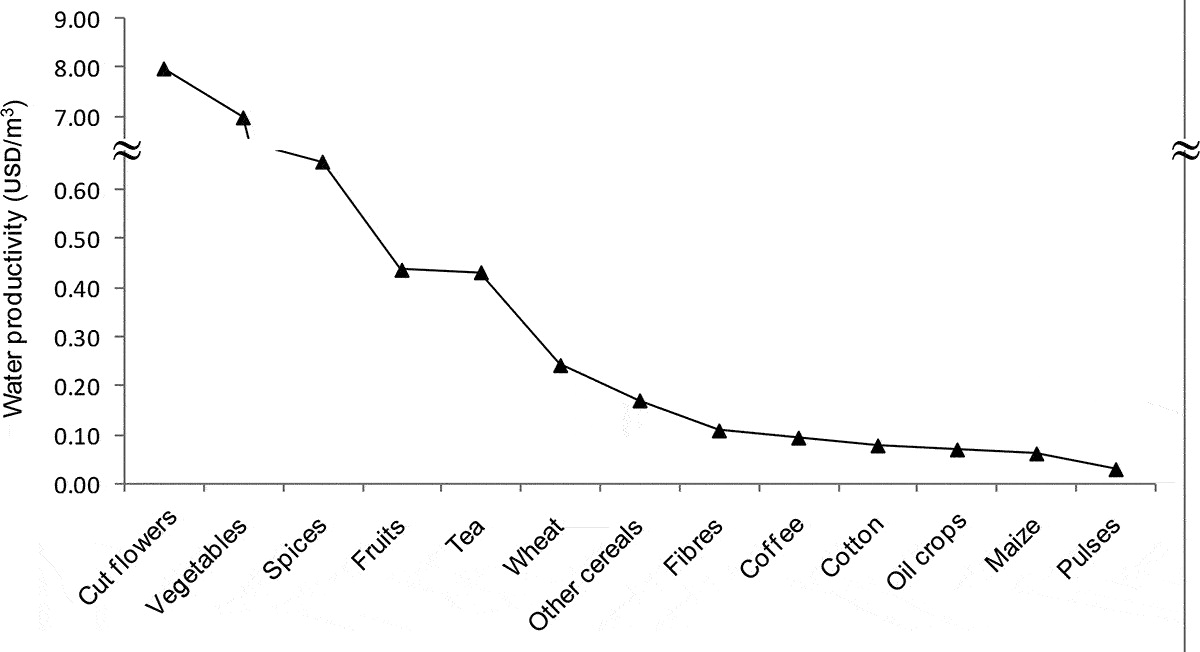 Water productivity (USD/m³)
9.00
8.00
7.00
0.60
0.50
0.40
0.30
0.20
0.10
0.00
Cut flowers
Vegetables
Spices
Fruits
Tea
Wheat
Other cereals
Fibres
Coffee
Cotton
Oil crops
Maize
Pulses